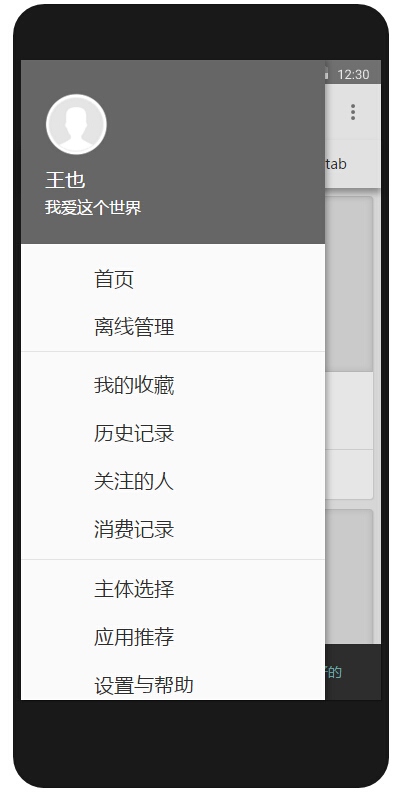 12:30
tab
王也
我爱这个世界
首页
离线管理
我的收藏
历史记录
关注的人
消费记录
主体选择
应用推荐
设置与帮助
的